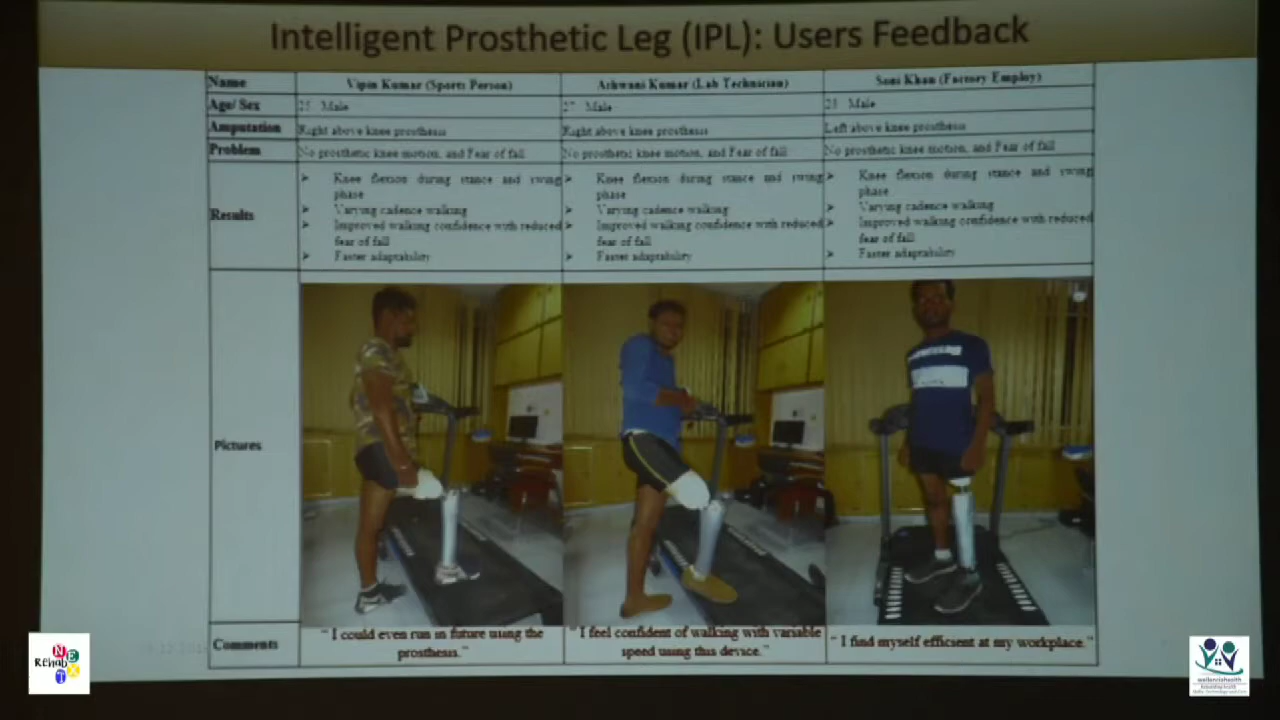 Intelligent Prosthetic Leg (IPL): Users Feedback
Name Vipin Kumar (Sports Person) Ashwani Kumar (Lab Technician) Soni Khan (Factory Employ)
Age/ Sex 25 Male 27 Male Male
Amputation Right above knee prosthesis Right above knee prosthesis Left above knee prosthesis
Problem No prosthetic knee motion, and Fear of fall No prosthetic knee motion, and Fear of fall No prosthetic knee motion, and Fear of fall
Results
➢ Knee flexion during stance and swing phase
➢ Varying cadence walking
➢ Improved walking confidence with reduced fear of fall
➢ Faster adaptability
➢ Knee flexion during stance and swing phase
➢ Varying cadence walking
➢ Improved walking confidence with reduced fear of fall
➢ Faster adaptability
➢ Knee flexion during stance and swing phase
➢ Varying cadence walking
➢ Improved walking confidence with reduced fear of fall
➢ Faster adaptability
Pictures
Comments
" I could even run in future using the
prosthesis."
" I feel confident of walking with variable
speed using this device."
" I find myself efficient at my workplace."
RehabNEXT